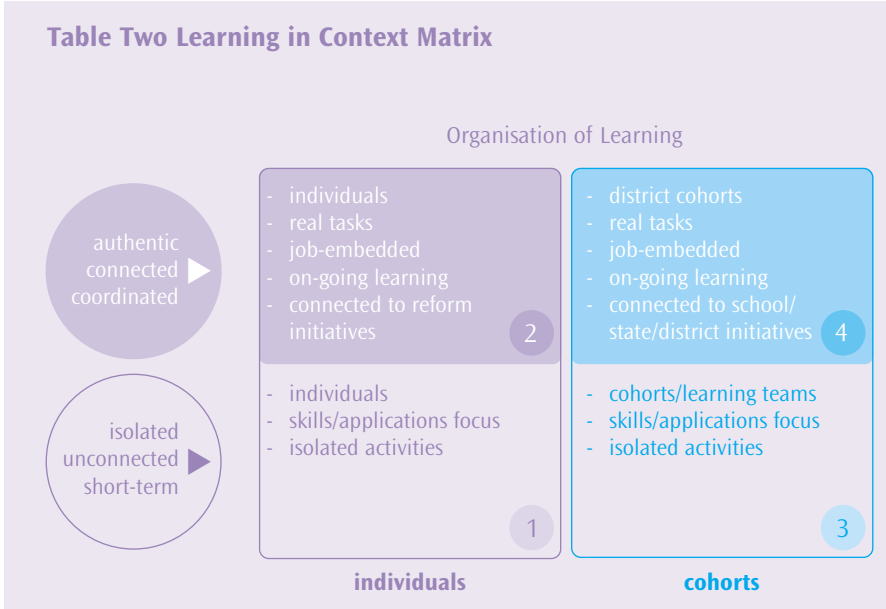 Table Two Learning in Context Matrix
Organisation of Learning
authentic
connected
coordinated
- individuals
- real tasks
- job-embedded
- on-going learning
- connected to reform
initiatives
2
- district cohorts
- real tasks
- job-embedded
- on-going learning
- connected to school/
state/district initiatives
4
isolated
unconnected
short-term
- individuals
- skills/applications focus
- isolated activities
1
- cohorts/learning teams
- skills/applications focus
- isolated activities
3
individuals
cohorts